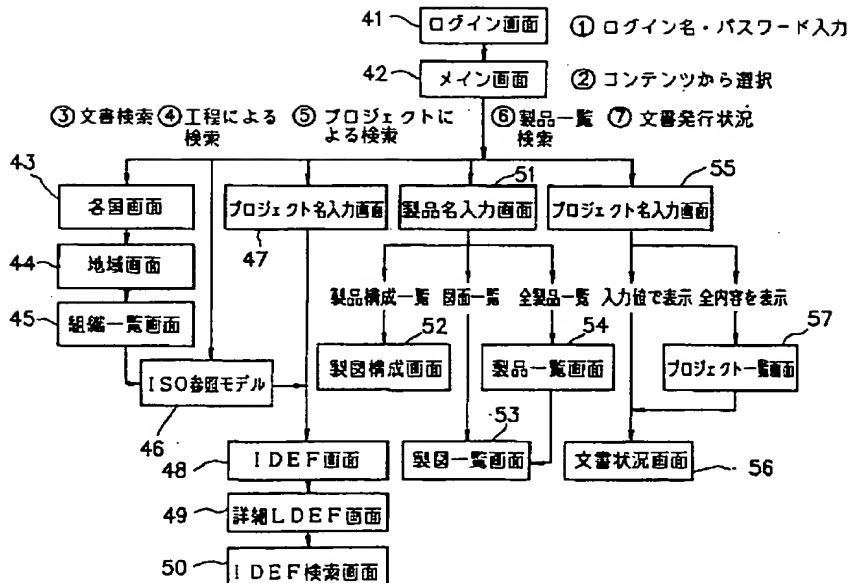 41
ログイン画面
① ログイン名・パスワード入力
42
メイン画面
② コンテンツから選択
③ 文書検索
④ 工程による
検索
⑤ プロジェクトに
よる検索
⑥ 製品一覧
検索
⑦ 文書発行状況
43
各国画面
プロジェクト名入力画面
47
51
製品名入力画面
55
プロジェクト名入力画面
44
地域画面
45
組織一覧画面
製品構成一覧
図面一覧
全製品一覧
入力値で表示
全内容を表示
52
製図構成画面
54
製品一覧画面
57
プロジェクト一覧画面
ISO参照モデル
46
48
IDEF画面
53
製図一覧画面
文書状況画面
56
49
詳細LDEF画面
50
IDEF検索画面